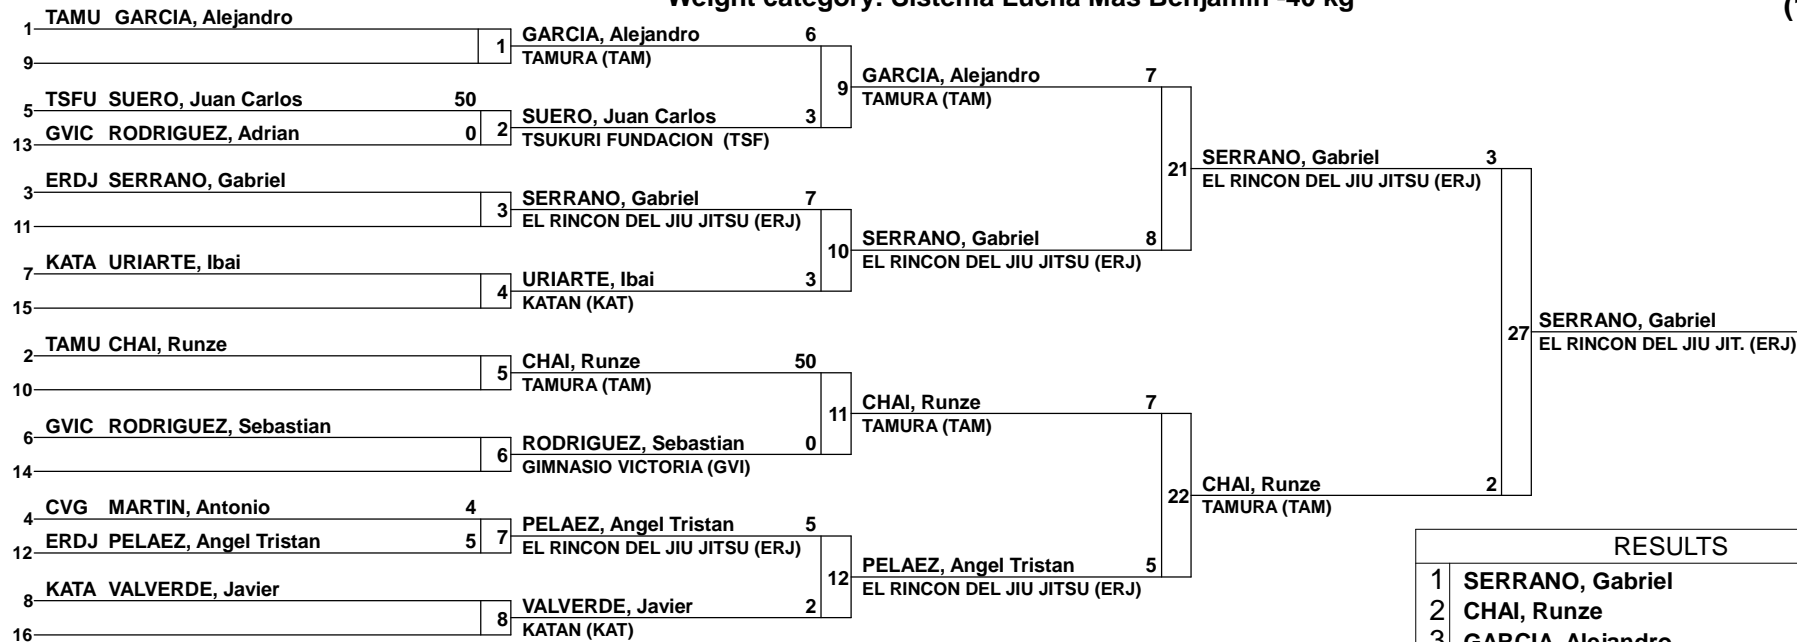 Weight category: Sistema Lucha Mas Benjamin -40 kg
1 TAMU GARCIA, Alejandro
9
1
5 TSFU SUERO, Juan Carlos 50
13 GVIC RODRIGUEZ, Adrian 0
2
3 ERDJ SERRANO, Gabriel
11
3
7 KATA URIARTE, Ibai
15
4
2 TAMU CHAI, Runze
10
5
6 GVIC RODRIGUEZ, Sebastian
14
6
4 CVG MARTIN, Antonio 4
12 ERDJ PELAEZ, Angel Tristan 5
7
8 KATA VALVERDE, Javier
16
8
GARCIA, Alejandro 6
TAMURA (TAM)
9
SUERO, Juan Carlos 3
TSUKURI FUNDACION (TSF)
SERRANO, Gabriel 7
EL RINCON DEL JIU JITSU (ERJ)
10
URIARTE, Ibai 3
KATAN (KAT)
CHAI, Runze 50
TAMURA (TAM)
11
RODRIGUEZ, Sebastian 0
GIMNASIO VICTORIA (GVI)
PELAEZ, Angel Tristan 5
EL RINCON DEL JIU JITSU (ERJ)
12
VALVERDE, Javier 2
KATAN (KAT)
GARCIA, Alejandro 7
TAMURA (TAM)
21
SERRANO, Gabriel 8
EL RINCON DEL JIU JITSU (ERJ)
CHAI, Runze 7
TAMURA (TAM)
22
PELAEZ, Angel Tristan 5
EL RINCON DEL JIU JITSU (ERJ)
SERRANO, Gabriel 3
EL RINCON DEL JIU JITSU (ERJ)
27
CHAI, Runze 2
TAMURA (TAM)
SERRANO, Gabriel
EL RINCON DEL JIU JIT. (ERJ)
RESULTS
1 SERRANO, Gabriel
2 CHAI, Runze
3 GARCIA, Alejandro